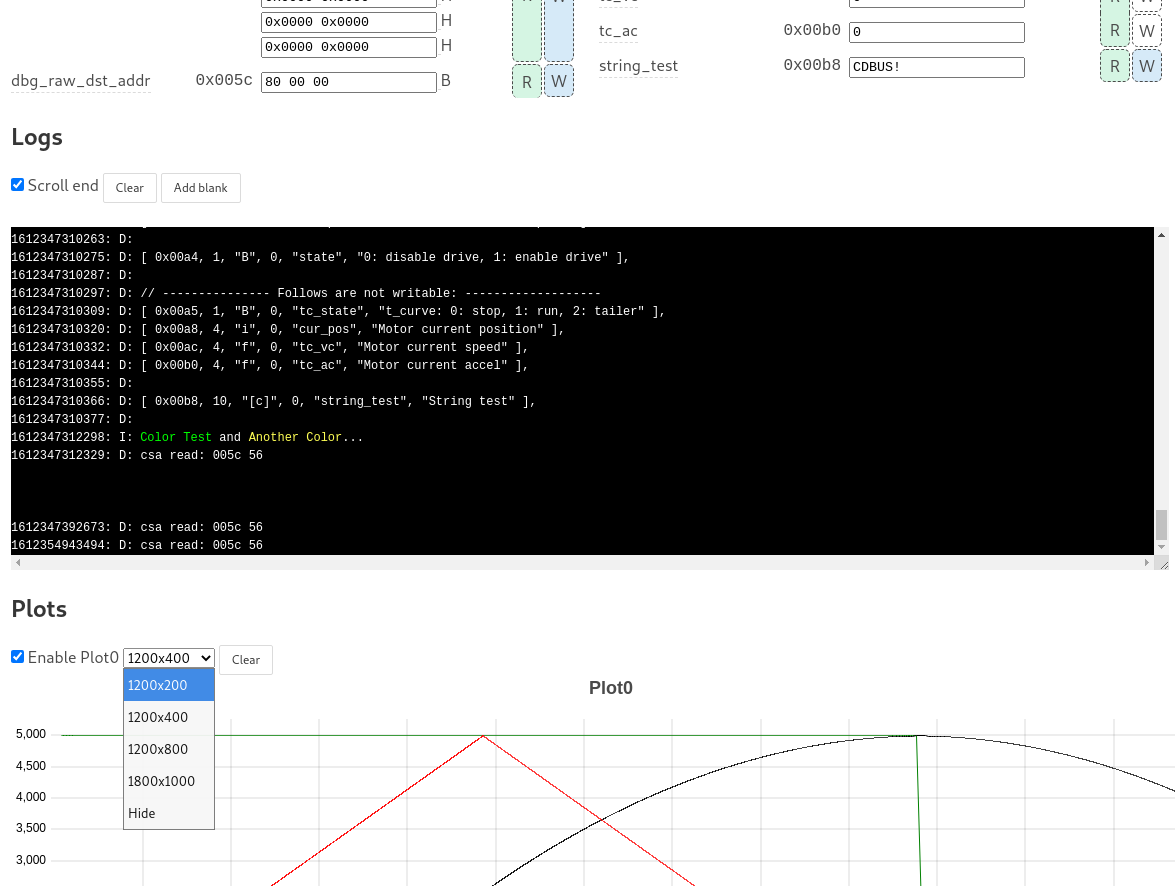 0x0000 0x0000 H
0x0000 0x0000 H
dbg_raw_dst_addr 0x005c 80 00 00 B R W
tc_ac 0x00b0 0 R W
string_test 0x00b8 CDBUS! R W
Logs
Scroll end Clear Add blank
1612347310263: D:
1612347310275: D: [ 0x00a4, 1, "B", 0, "state", "0: disable drive, 1: enable drive" ],
1612347310287: D:
1612347310297: D: // --------------- Follows are not writable: -------------------
1612347310309: D: [ 0x00a5, 1, "B", 0, "tc_state", "t_curve: 0: stop, 1: run, 2: tailer" ],
1612347310320: D: [ 0x00a8, 4, "i", 0, "cur_pos", "Motor current position" ],
1612347310332: D: [ 0x00ac, 4, "f", 0, "tc_vc", "Motor current speed" ],
1612347310344: D: [ 0x00b0, 4, "f", 0, "tc_ac", "Motor current accel" ],
1612347310355: D:
1612347310366: D: [ 0x00b8, 10, "[c]", 0, "string_test", "String test" ],
1612347310377: D:
1612347312298: I: Color Test and Another Color...
1612347312329: D: csa read: 005c 56
1612347392673: D: csa read: 005c 56
1612354943494: D: csa read: 005c 56
Plots
Enable Plot0 1200x400 Clear
1200x200
1200x400
1200x800
1800x1000
Hide
Plot0
5,000
4,500
4,000
3,500
3,000